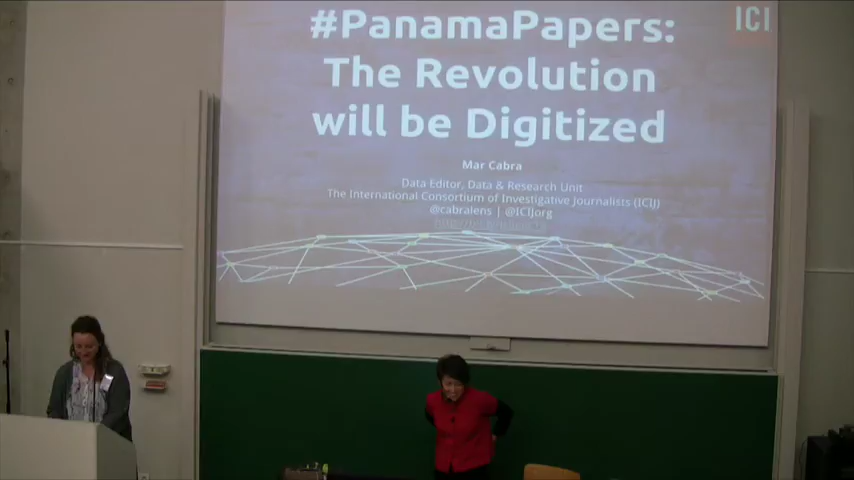 #PanamaPapers:
ICI
The Revolution
will be Digitized
Mar Cabra
Data Editor, Data & Research Unit
The International Consortium of Investigative Journalists (ICIJ)
@cabralens | @ICIJorg